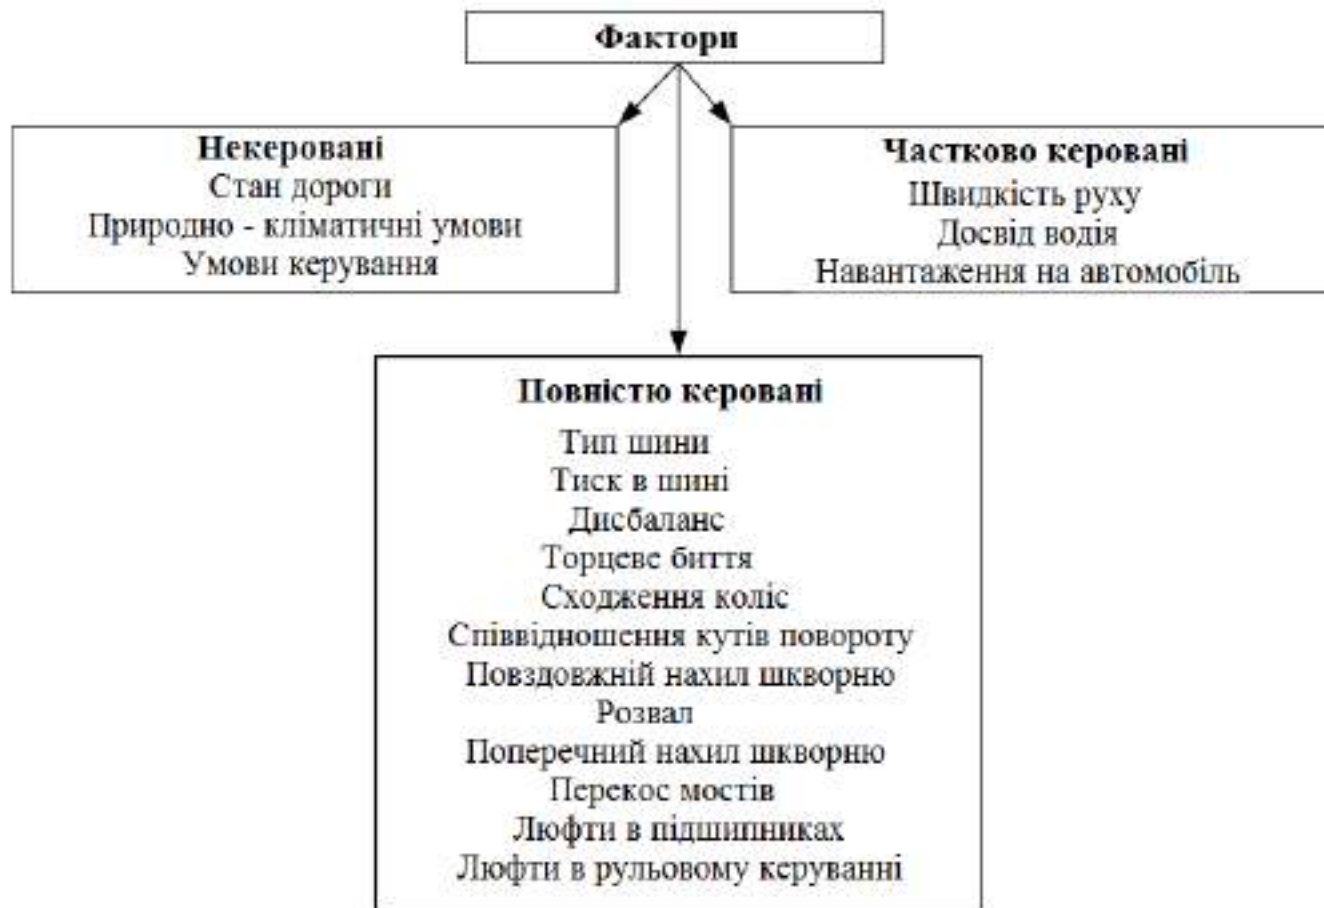 Фактори
Некеровані
Стан дороги
Природно - кліматичні умови
Умови керування
Частково керовані
Швидкість руху
Досвід водія
Навантаження на автомобіль
Повністю керовані
Тип шини
Тиск в шині
Дисбаланс
Торцеве биття
Сходження коліс
Співвідношення кутів повороту
Повздовжній нахил шкворню
Розвал
Поперечний нахил шкворню
Перекос мостів
Люфти в підшипниках
Люфти в рульовому керуванні